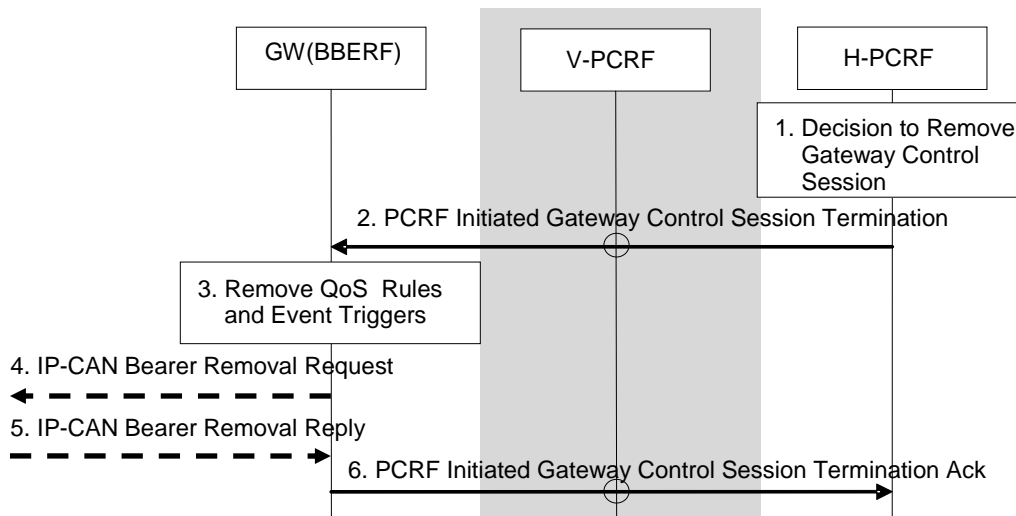 GW(BBERF)
V-PCRF
H-PCRF
1. Decision to Remove
Gateway Control
Session
2. PCRF Initiated Gateway Control Session Termination
3. Remove QoS Rules
and Event Triggers
4. IP-CAN Bearer Removal Request
5. IP-CAN Bearer Removal Reply
6. PCRF Initiated Gateway Control Session Termination Ack